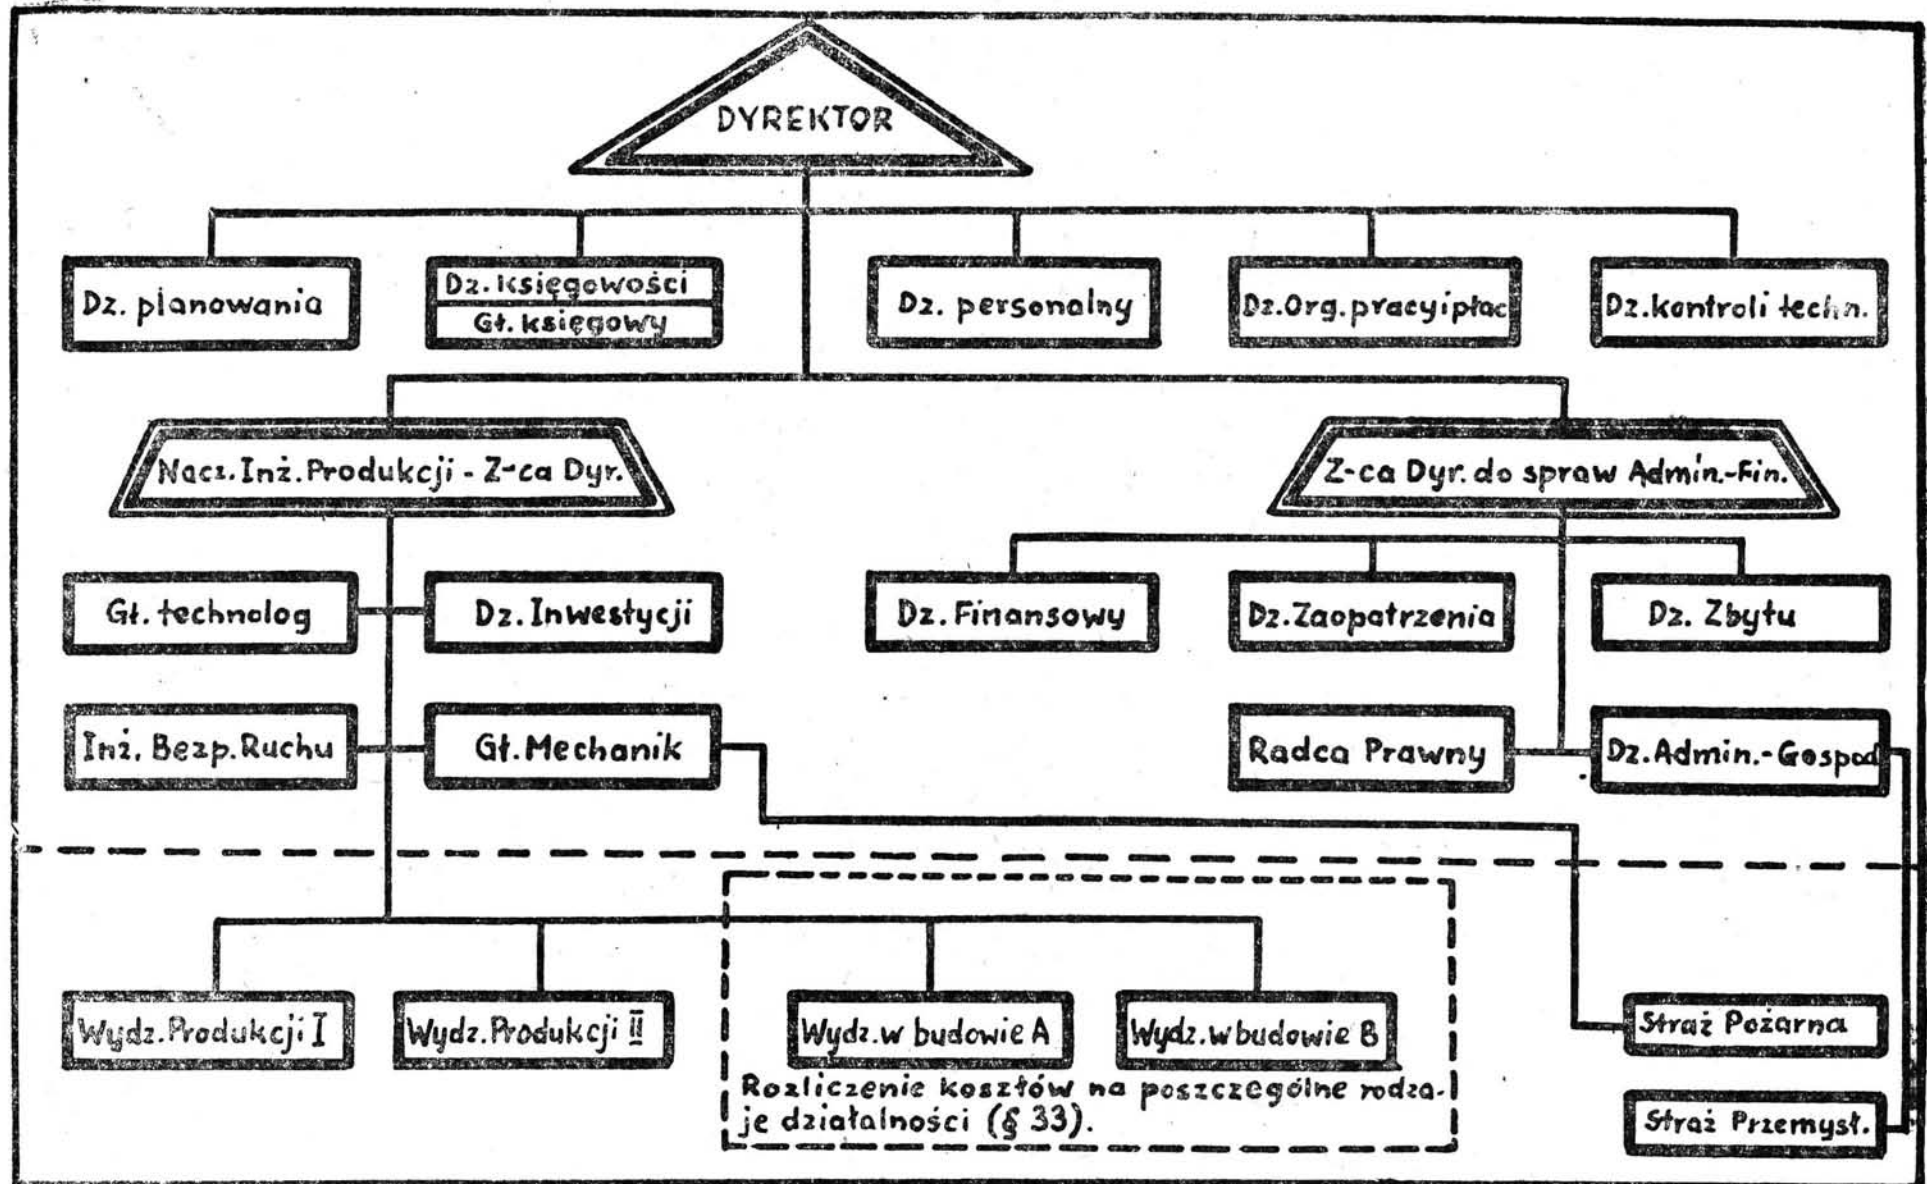 DYREKTOR
Dz. planowania
Dz. księgowości
Gł. księgowy
Dz. personalny
Dz. Org. pracy i płac
Dz. kontroli techn.
Nacz. Inż. Produkcji - Z-ca Dyr.
Z-ca Dyr. do spraw Admin.-Fin.
Gł. technolog
Dz. Inwestycji
Dz. Finansowy
Dz. Zaopatrzenia
Dz. Zbytu
Inż. Bezp. Ruchu
Gł. Mechanik
Radca Prawny
Dz. Admin.-Gospod
Wydz. Produkcji I
Wydz. Produkcji II
Wydz. w budowie A
Wydz. w budowie B
Straż Pożarna
Rozliczenie kosztów na poszczególne rodza-
je działalności (§ 33).
Straż Przemysł.